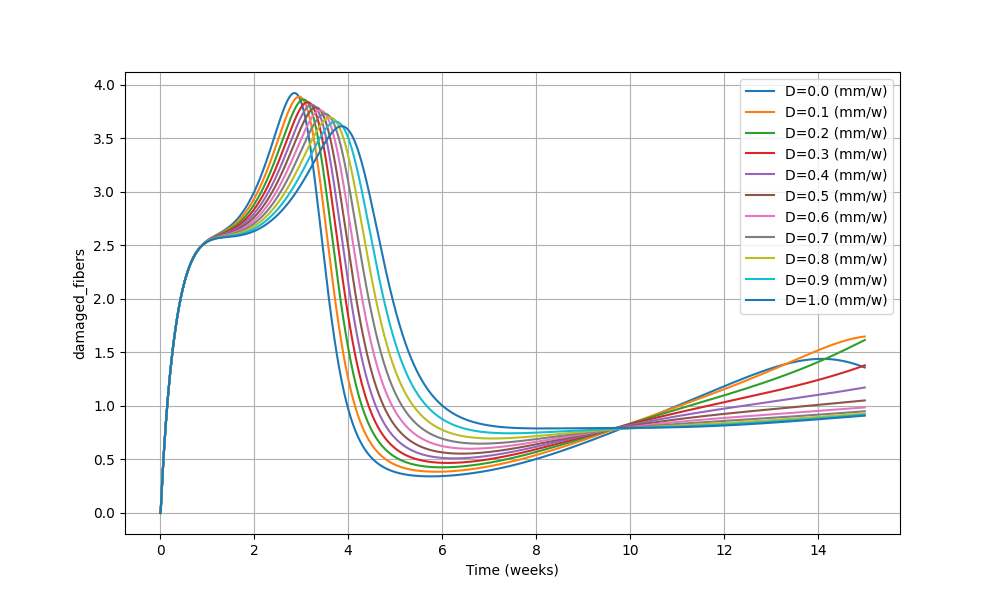 4.0
3.5
3.0
2.5
2.0
1.5
1.0
0.5
0.0
damaged_fibers
0 2 4 6 8 10 12 14
Time (weeks)
D=0.0 (mm/w)
D=0.1 (mm/w)
D=0.2 (mm/w)
D=0.3 (mm/w)
D=0.4 (mm/w)
D=0.5 (mm/w)
D=0.6 (mm/w)
D=0.7 (mm/w)
D=0.8 (mm/w)
D=0.9 (mm/w)
D=1.0 (mm/w)